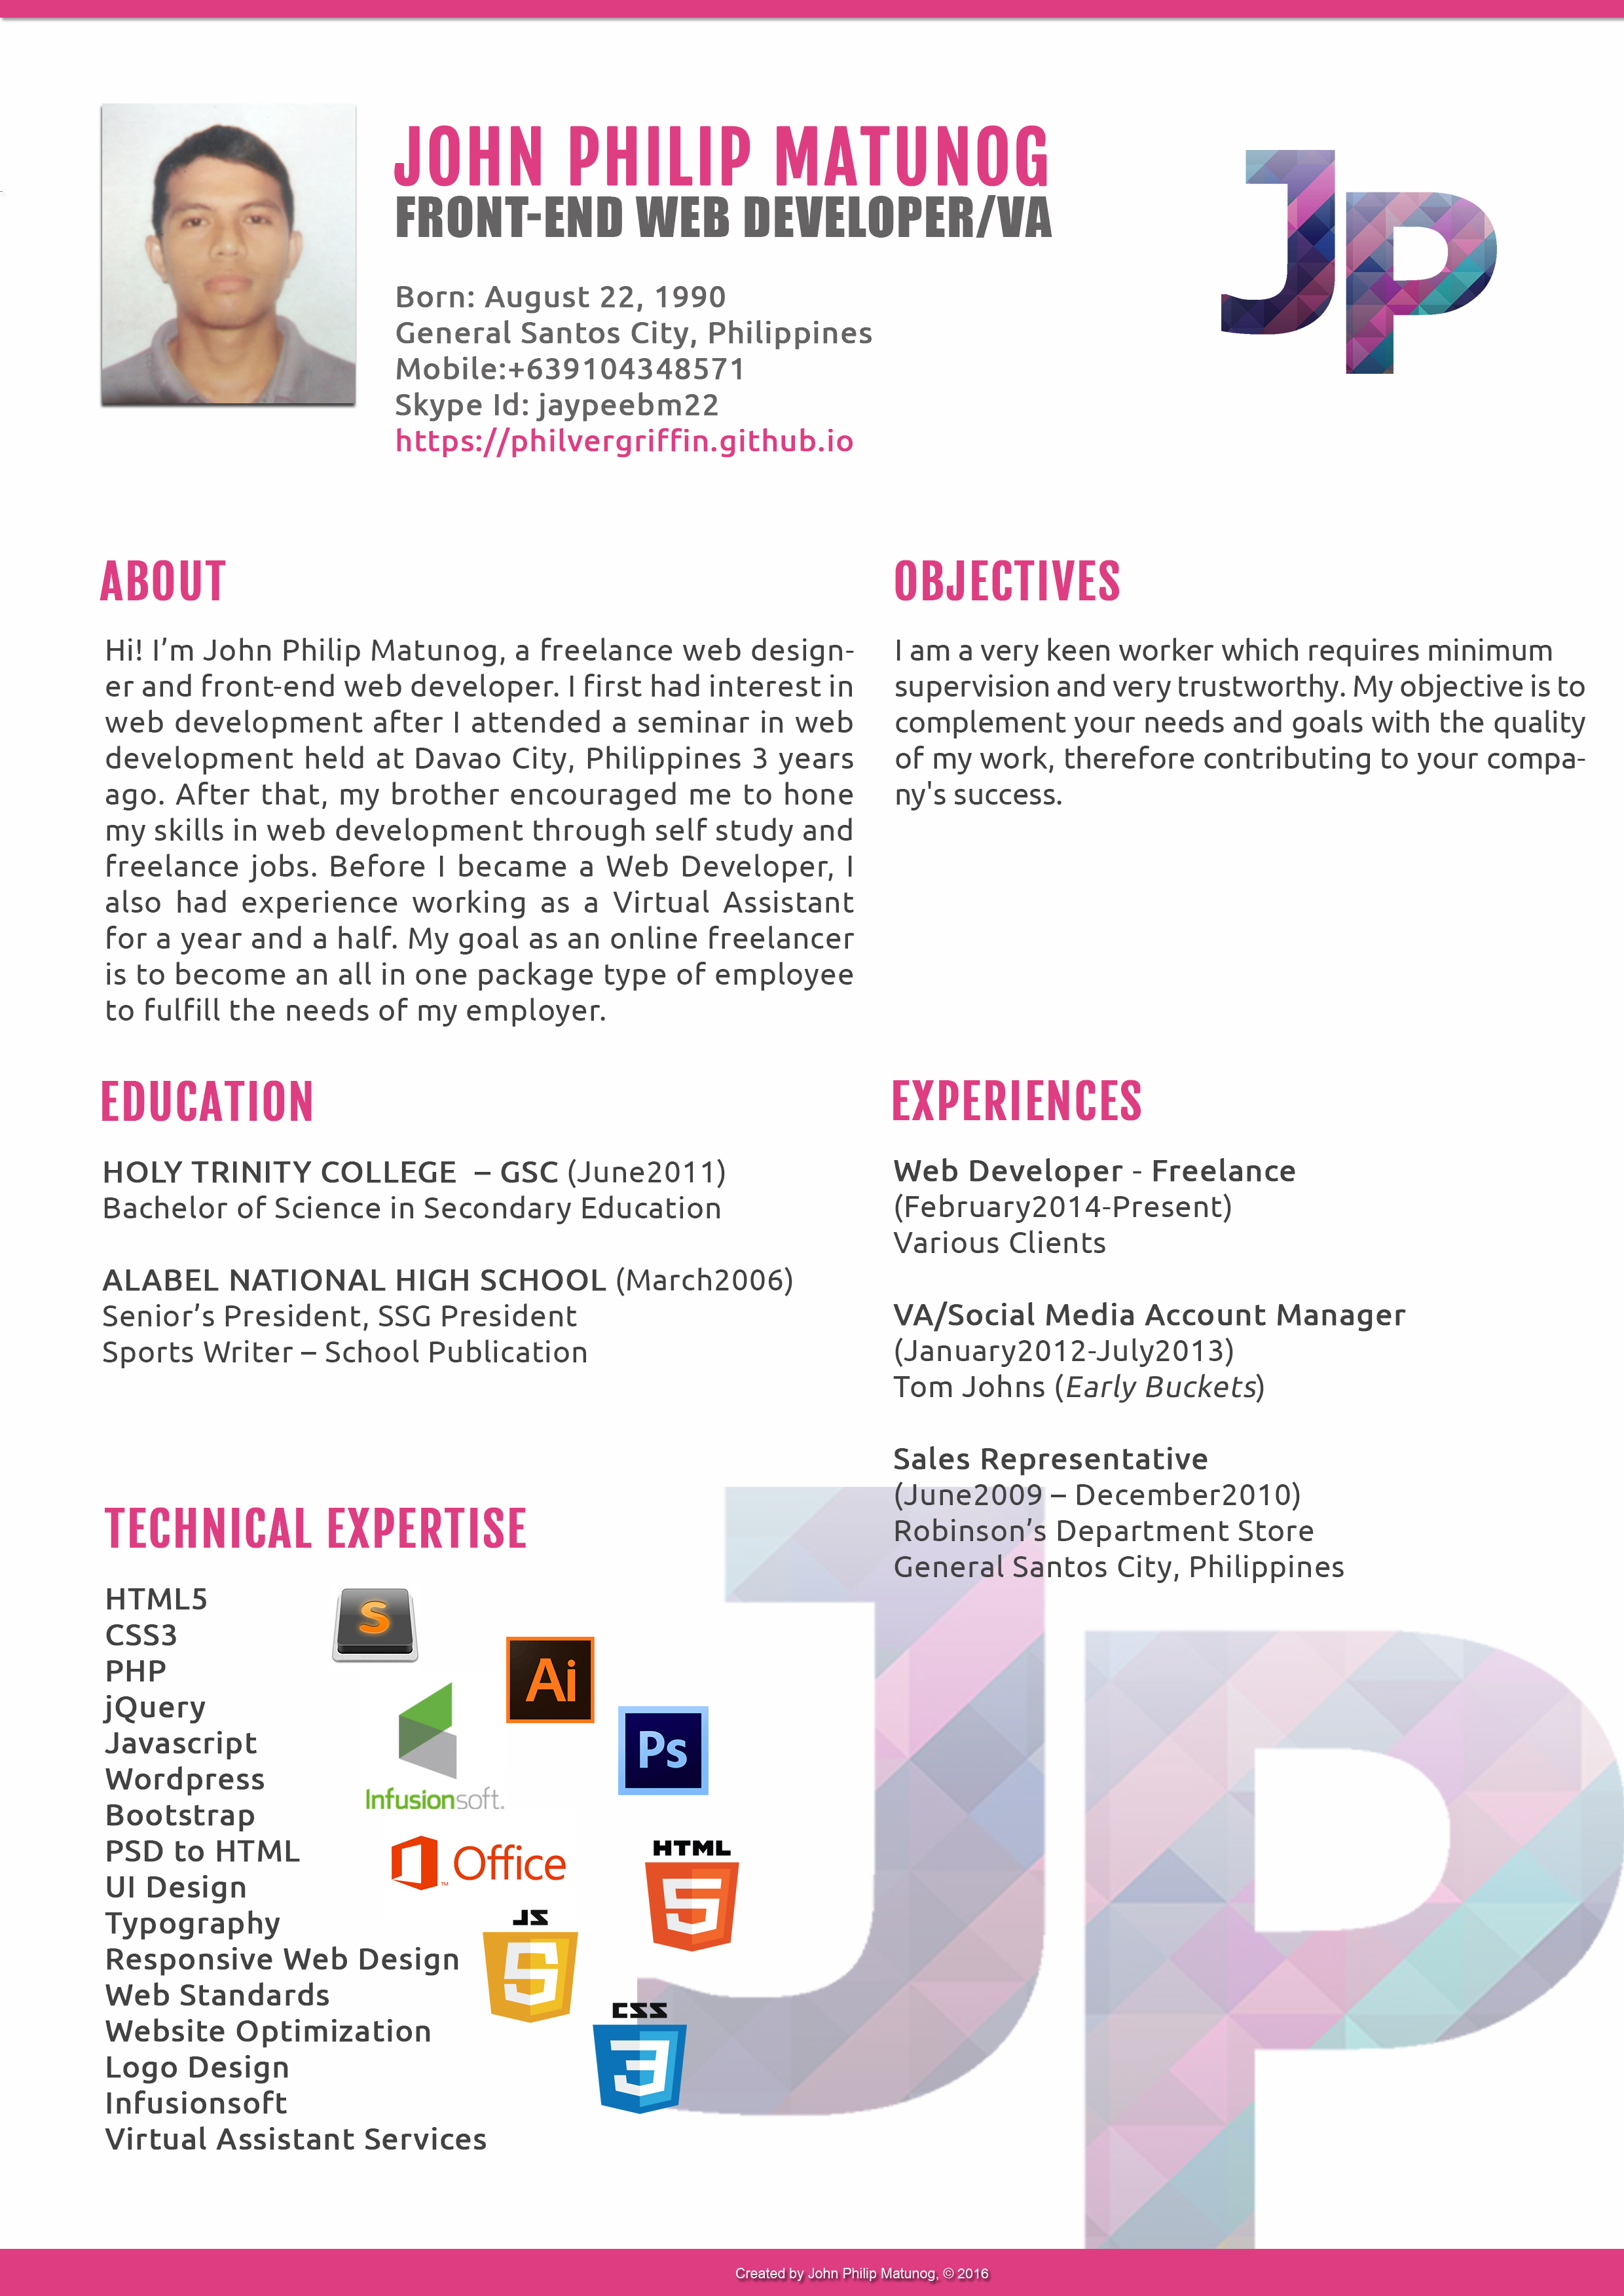 JOHN PHILIP MATUNOG
FRONT-END WEB DEVELOPER/VA
Born: August 22, 1990
General Santos City, Philippines
Mobile:+639104348571
Skype Id: jaypeebm22
https://philvergriffin.github.io
JP
ABOUT
Hi! I’m John Philip Matunog, a freelance web design-
er and front-end web developer. I first had interest in
web development after I attended a seminar in web
development held at Davao City, Philippines 3 years
ago. After that, my brother encouraged me to hone
my skills in web development through self study and
freelance jobs. Before I became a Web Developer, I
also had experience working as a Virtual Assistant
for a year and a half. My goal as an online freelancer
is to become an all in one package type of employee
to fulfill the needs of my employer.
OBJECTIVES
I am a very keen worker which requires minimum
supervision and very trustworthy. My objective is to
complement your needs and goals with the quality
of my work, therefore contributing to your compa-
ny's success.
EDUCATION
HOLY TRINITY COLLEGE – GSC (June2011)
Bachelor of Science in Secondary Education
ALABEL NATIONAL HIGH SCHOOL (March2006)
Senior’s President, SSG President
Sports Writer – School Publication
EXPERIENCES
Web Developer - Freelance
(February2014-Present)
Various Clients
VA/Social Media Account Manager
(January2012-July2013)
Tom Johns (Early Buckets)
Sales Representative
(June2009 – December2010)
Robinson’s Department Store
General Santos City, Philippines
TECHNICAL EXPERTISE
HTML5
CSS3
PHP
jQuery
Javascript
Wordpress
Bootstrap
PSD to HTML
UI Design
Typography
Responsive Web Design
Web Standards
Website Optimization
Logo Design
Infusionsoft
Virtual Assistant Services
S
Ai
Ps
Infusionsoft.
Office™
HTML
5
JS
5
CSS
3
JP
Created by John Philip Matunog, © 2016